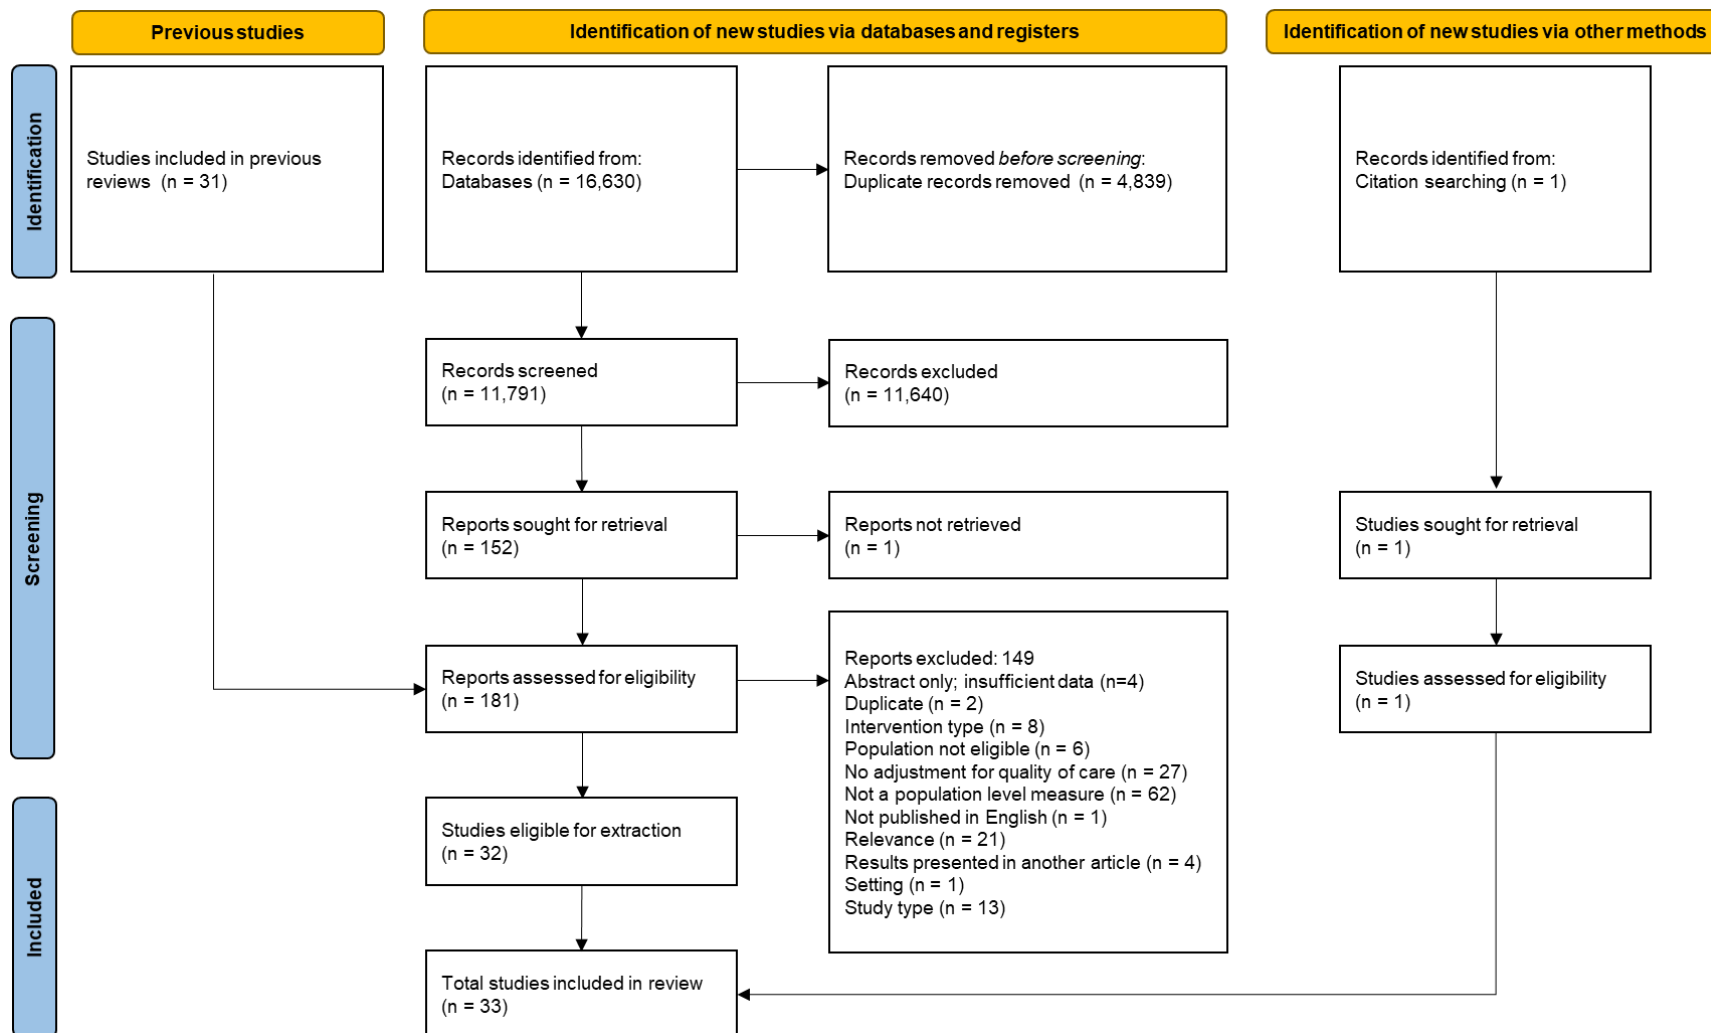 Previous studies
Identification of new studies via databases and registers
Identification of new studies via other methods
Identification
Studies included in previous
reviews (n = 31)
Records identified from:
Databases (n = 16,630)
Records removed before screening:
Duplicate records removed (n = 4,839)
Records identified from:
Citation searching (n = 1)
Screening
Records screened
(n = 11,791)
Records excluded
(n = 11,640)
Reports sought for retrieval
(n = 152)
Reports not retrieved
(n = 1)
Studies sought for retrieval
(n = 1)
Reports assessed for eligibility
(n = 181)
Reports excluded: 149
Abstract only; insufficient data (n=4)
Duplicate (n = 2)
Intervention type (n = 8)
Population not eligible (n = 6)
No adjustment for quality of care (n = 27)
Not a population level measure (n = 62)
Not published in English (n = 1)
Relevance (n = 21)
Results presented in another article (n = 4)
Setting (n = 1)
Study type (n = 13)
Studies assessed for eligibility
(n = 1)
Included
Studies eligible for extraction
(n = 32)
Total studies included in review
(n = 33)